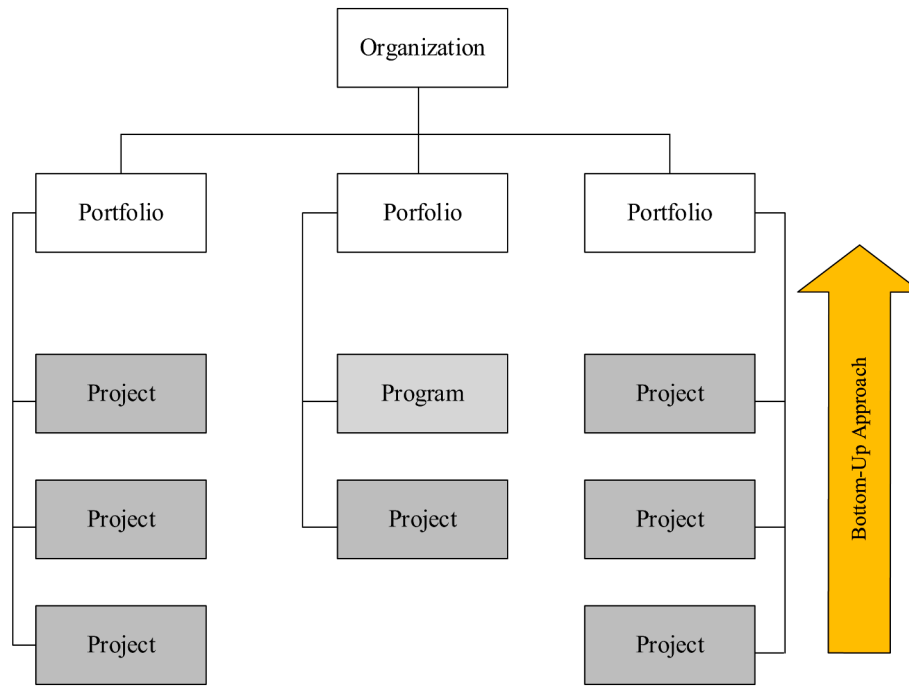 Organization
Portfolio
Porfolio
Portfolio
Project
Program
Project
Project
Project
Project
Project
Project
Bottom-Up Approach